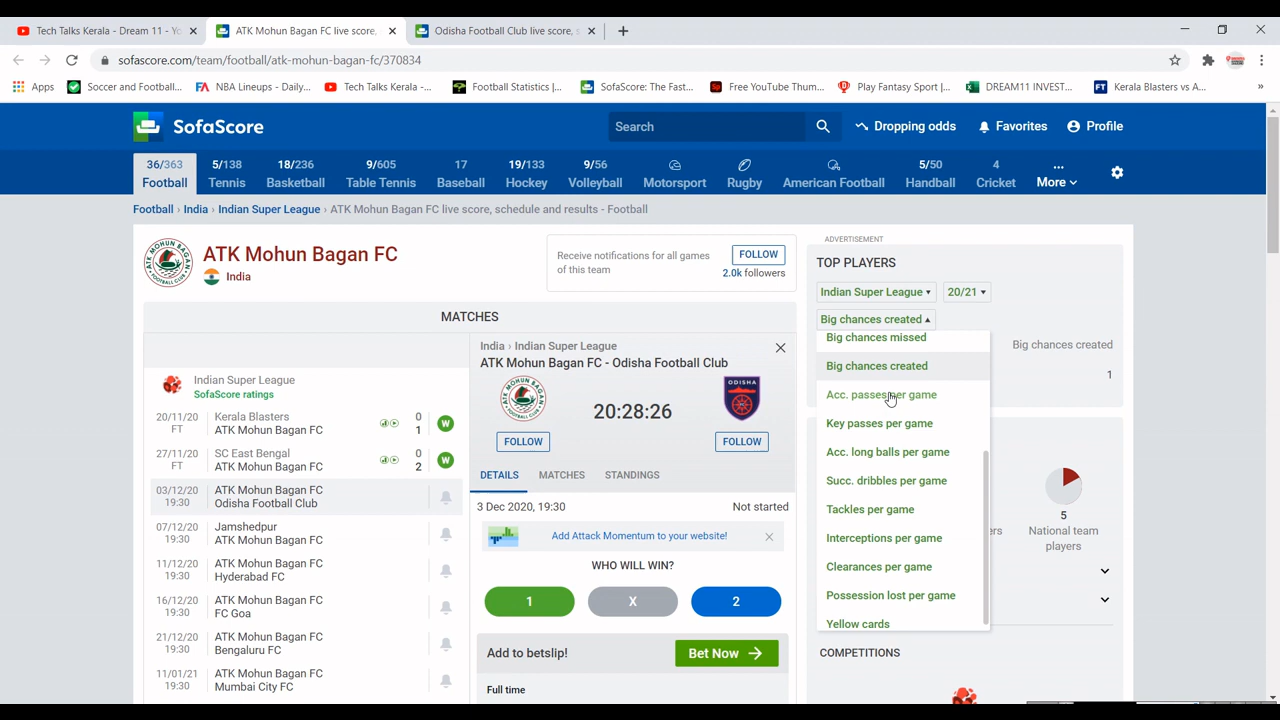 Tech Talks Kerala - Dream 11 - Yo
ATK Mohun Bagan FC live score,
Odisha Football Club live score, s
sofascore.com/team/football/atk-mohun-bagan-fc/370834
Apps
Soccer and Football...
NBA Lineups - Daily...
Tech Talks Kerala -...
Football Statistics |...
SofaScore: The Fast...
Free YouTube Thum...
Play Fantasy Sport |...
DREAM11 INVEST...
Kerala Blasters vs A...
SofaScore
Search
Dropping odds
Favorites
Profile
36/363 5/138 18/236 9/605 17 19/133 9/56 5/50 4 ...
Football Tennis Basketball Table Tennis Baseball Hockey Volleyball Motorsport Rugby American Football Handball Cricket More
Football › India › Indian Super League › ATK Mohun Bagan FC live score, schedule and results - Football
ATK Mohun Bagan FC
India
Receive notifications for all games
of this team
FOLLOW
2.0k followers
MATCHES
Indian Super League
SofaScore ratings
20/11/20 Kerala Blasters 0
FT ATK Mohun Bagan FC 1 W
27/11/20 SC East Bengal 0
FT ATK Mohun Bagan FC 2 W
03/12/20 ATK Mohun Bagan FC
19:30 Odisha Football Club
07/12/20 Jamshedpur
19:30 ATK Mohun Bagan FC
11/12/20 ATK Mohun Bagan FC
19:30 Hyderabad FC
16/12/20 ATK Mohun Bagan FC
19:30 FC Goa
21/12/20 ATK Mohun Bagan FC
19:30 Bengaluru FC
11/01/21 ATK Mohun Bagan FC
19:30 Mumbai City FC
India › Indian Super League
ATK Mohun Bagan FC - Odisha Football Club
20:28:26
ODISHA
FOLLOW FOLLOW
DETAILS MATCHES STANDINGS
3 Dec 2020, 19:30 Not started
Add Attack Momentum to your website!
WHO WILL WIN?
1 X 2
Add to betslip! Bet Now
Full time
ADVERTISEMENT
TOP PLAYERS
Indian Super League 20/21
Big chances created
Big chances created
1
Big chances missed
Big chances created
Acc. passes per game
Key passes per game
Acc. long balls per game
Succ. dribbles per game
Tackles per game
Interceptions per game
Clearances per game
Possession lost per game
Yellow cards
5
National team
players
COMPETITIONS